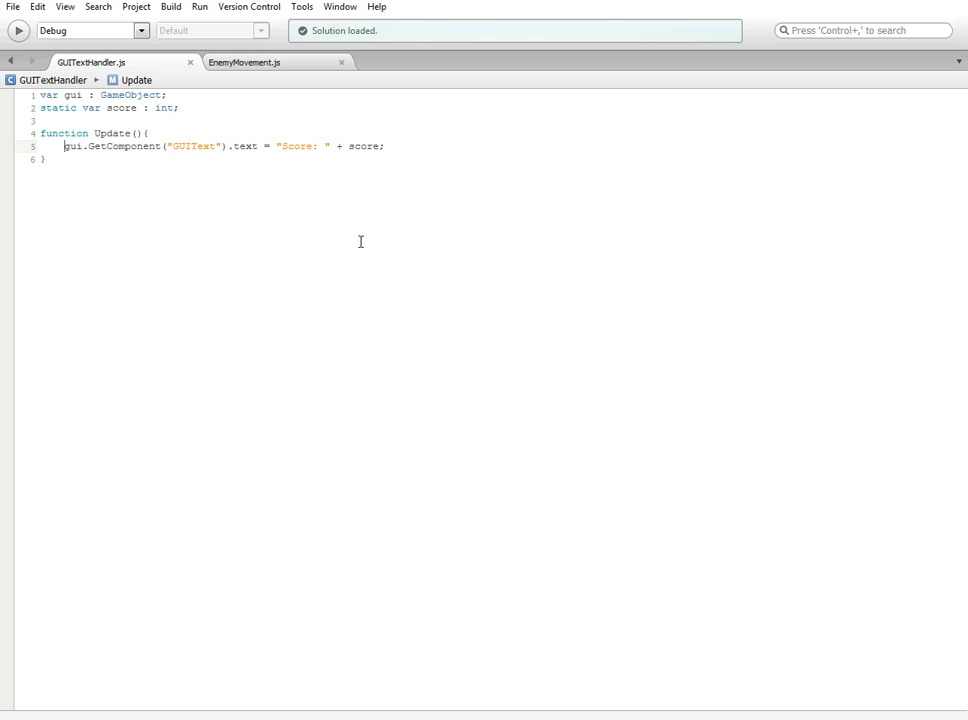 File Edit View Search Project Build Run Version Control Tools Window Help
Debug Default Solution loaded. Press 'Control+,' to search
GUITextHandler.js EnemyMovement.js
C GUITextHandler M Update
1 var gui : GameObject;
2 static var score : int;
3
4 function Update(){
5 gui.GetComponent("GUIText").text = "Score: " + score;
6 }